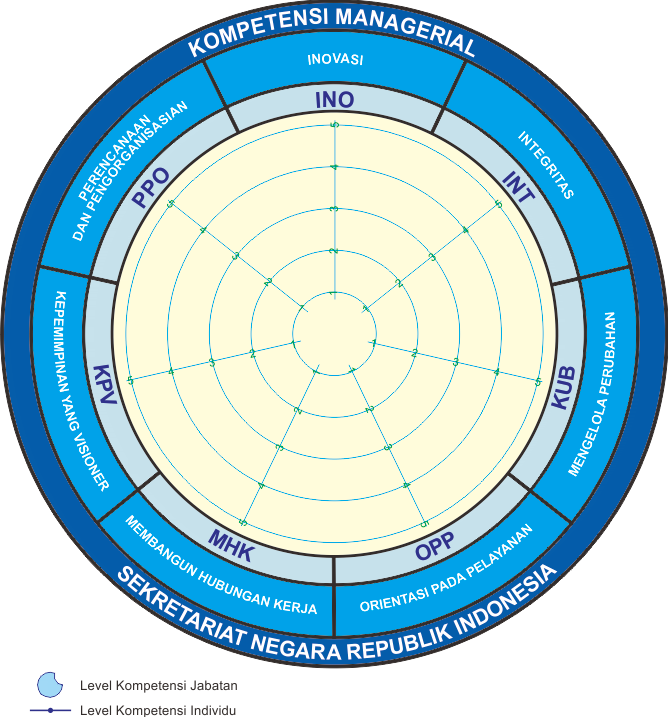 KOMPETENSI MANAGERIAL
INOVASI
INO
INTEGRITAS
INT
MENGELOLA PERUBAHAN
KUB
ORIENTASI PADA PELAYANAN
OPP
MEMBANGUN HUBUNGAN KERJA
MHK
KEPEMIMPINAN YANG VISIONER
KPV
PERENCANAAN
DAN PENGORGANISASIAN
PPO
5
4
3
2
1
5
4
3
2
1
5
4
3
2
1
5
4
3
2
1
5
4
3
2
1
5
4
3
2
1
5
4
3
2
1
SEKRETARIAT NEGARA REPUBLIK INDONESIA
Level Kompetensi Jabatan
Level Kompetensi Individu